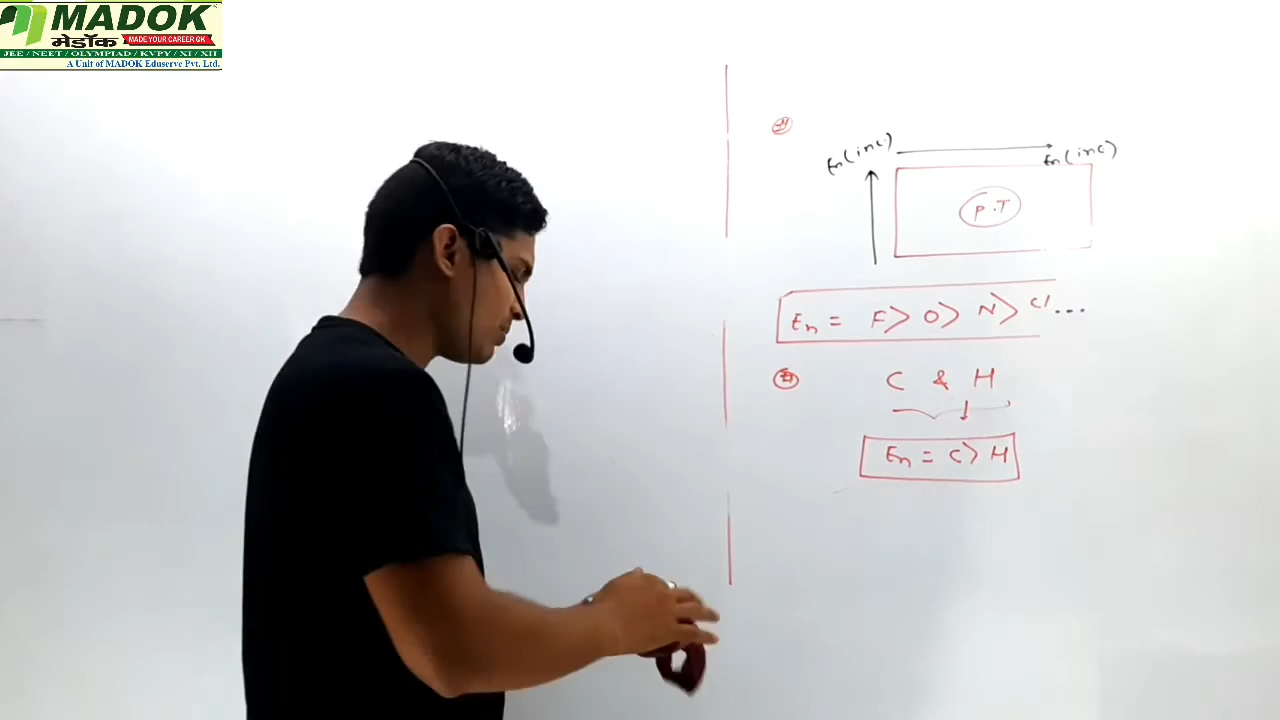 MADOK
मेडॉक MADE YOUR CAREER GK
JEE / NEET / OLYMPIAD / KVPY / XI / XII
A Unit of MADOK Eduserve Pvt. Ltd.
En (inc.)
En (inc)
P.T
En = F > O > N > Cl ...
C & H
En = C > H